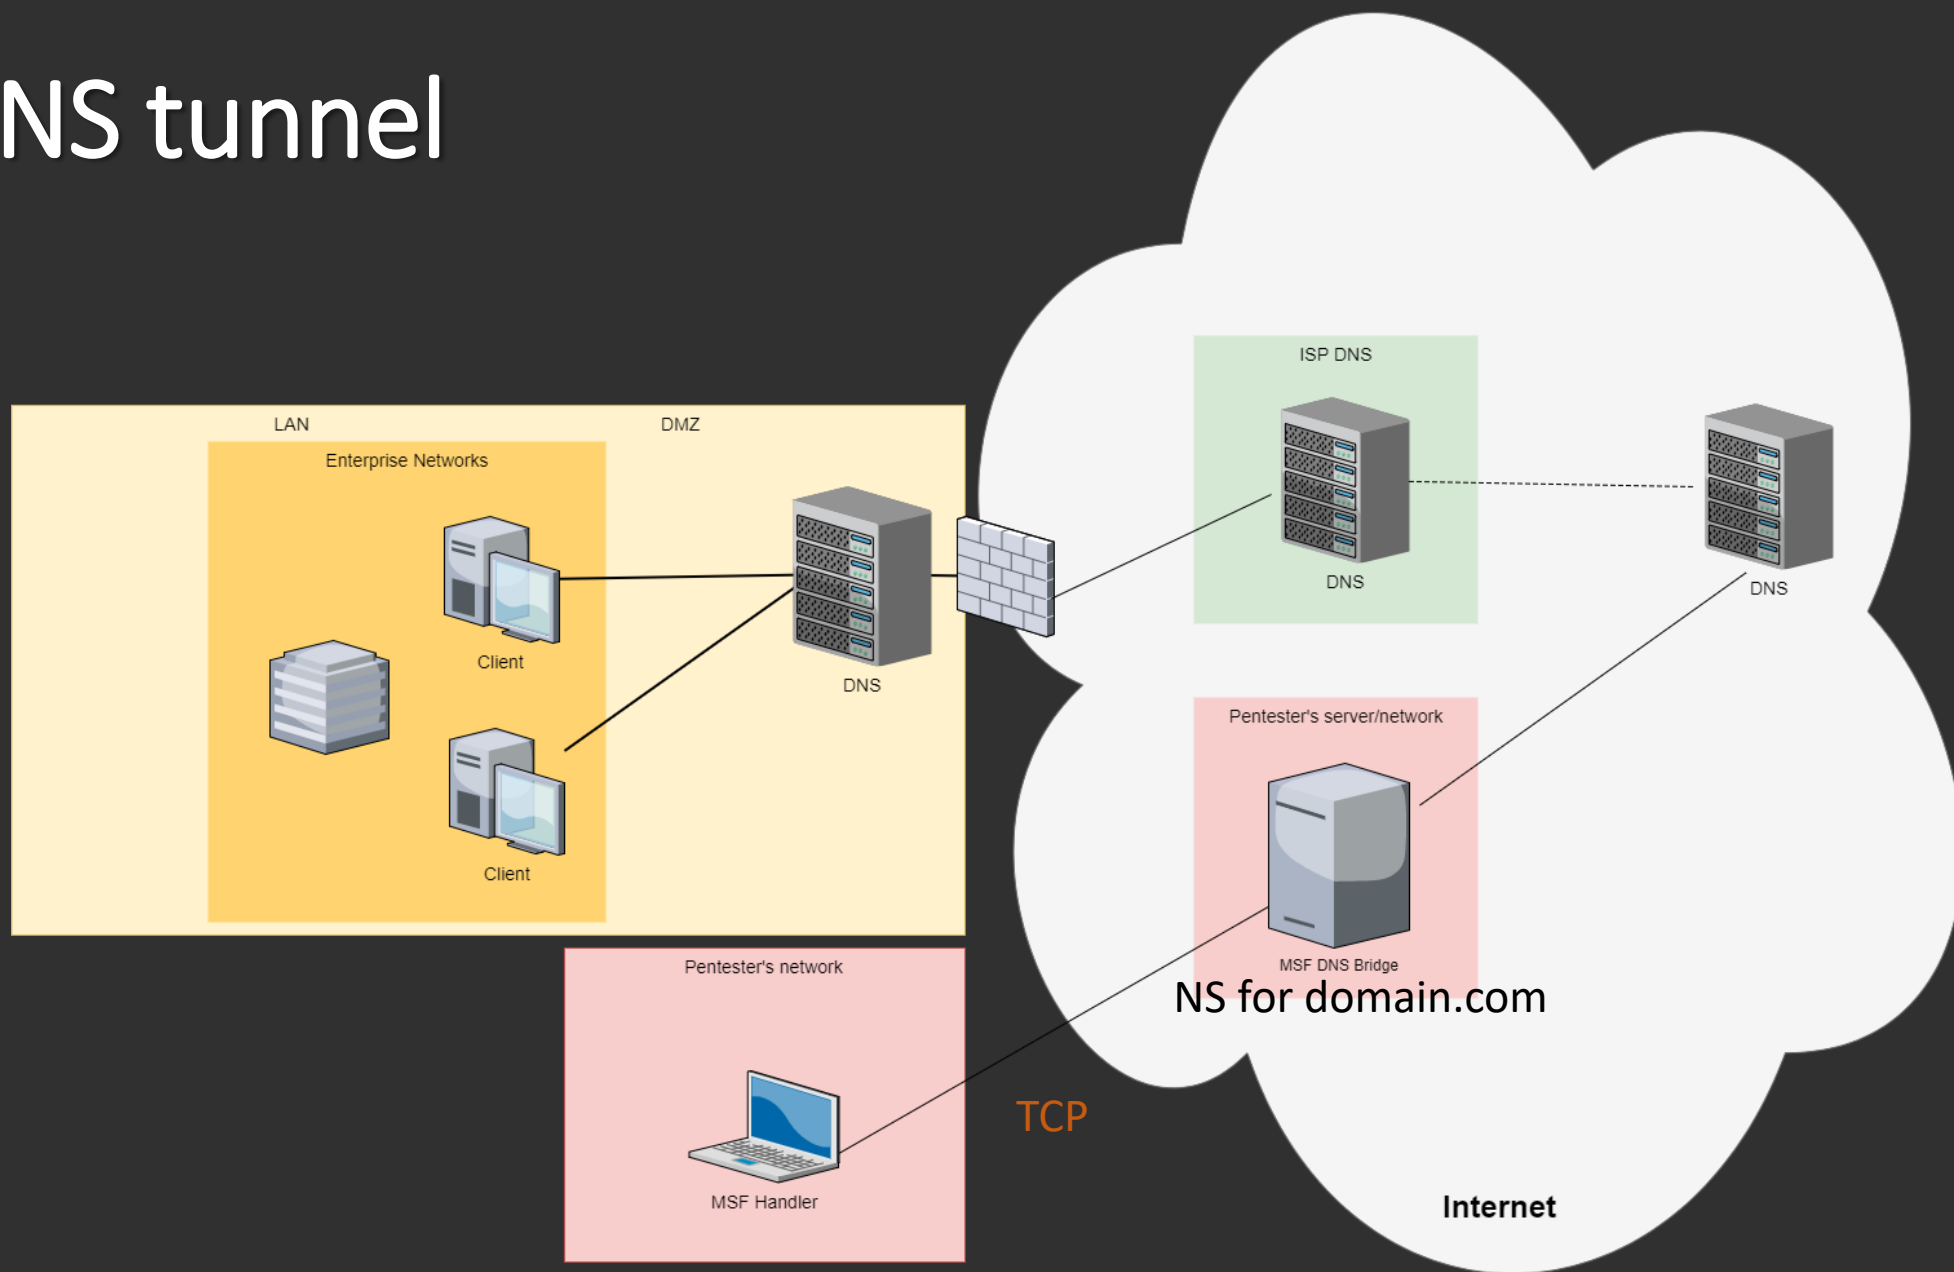 NS tunnel
ISP DNS
LAN
DMZ
Enterprise Networks
DNS
DNS
Client
DNS
Pentester's server/network
Client
Pentester's network
MSF DNS Bridge
NS for domain.com
TCP
MSF Handler
Internet